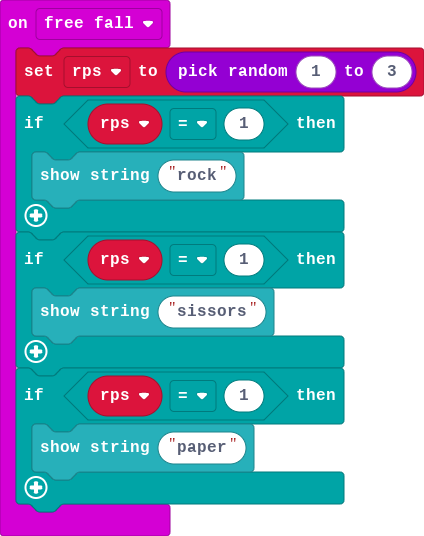 on free fall
set rps to pick random 1 to 3
if rps = 1 then
show string "rock"
if rps = 1 then
show string "sissors"
if rps = 1 then
show string "paper"